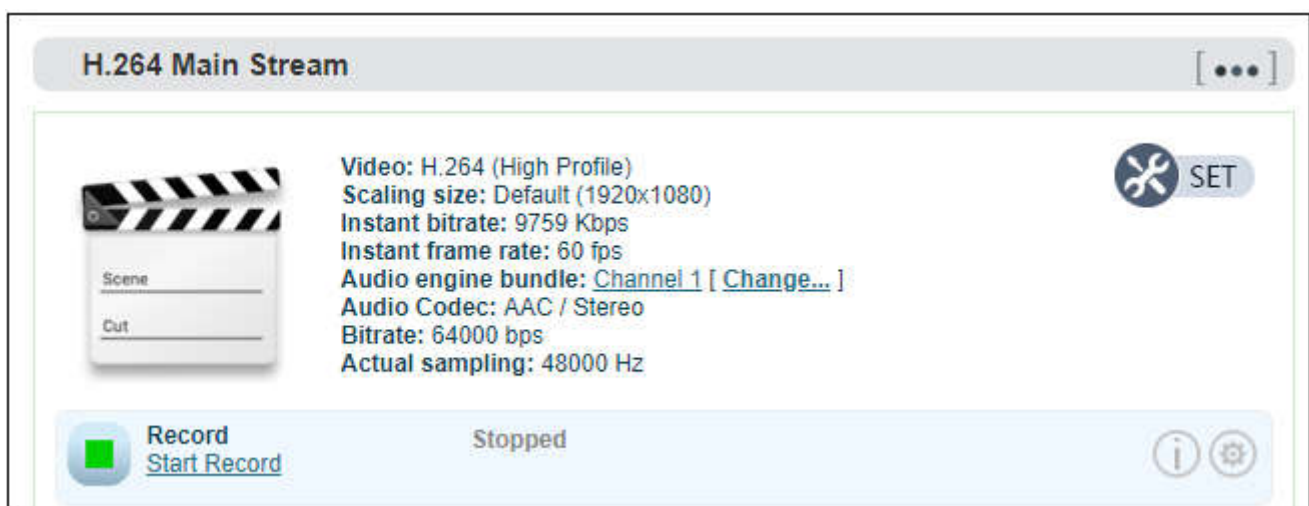 H.264 Main Stream
[ ••• ]
Video: H.264 (High Profile)
Scaling size: Default (1920x1080)
Instant bitrate: 9759 Kbps
Instant frame rate: 60 fps
Audio engine bundle: Channel 1 [ Change... ]
Audio Codec: AAC / Stereo
Bitrate: 64000 bps
Actual sampling: 48000 Hz
SET
Scene
Cut
Record
Start Record
Stopped
i